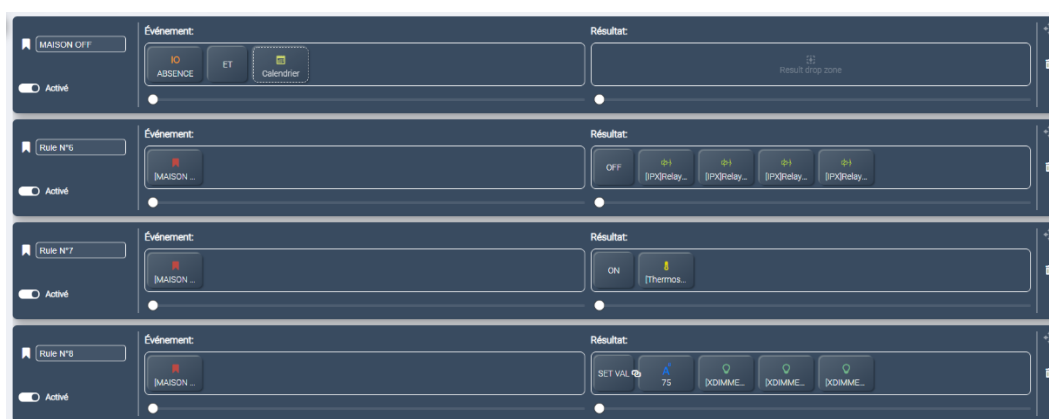 MAISON OFF
Activé
Événement:
IO
ABSENCE
ET
Calendrier
Résultat:
Result drop zone
Rule N°6
Activé
Événement:
[MAISON ...
Résultat:
OFF
[IPX]Relay...
[IPX]Relay...
[IPX]Relay...
[IPX]Relay...
Rule N°7
Activé
Événement:
[MAISON ...
Résultat:
ON
[Thermos...
Rule N°8
Activé
Événement:
[MAISON ...
Résultat:
SET VAL
A
75
[XDIMME...
[XDIMME...
[XDIMME...